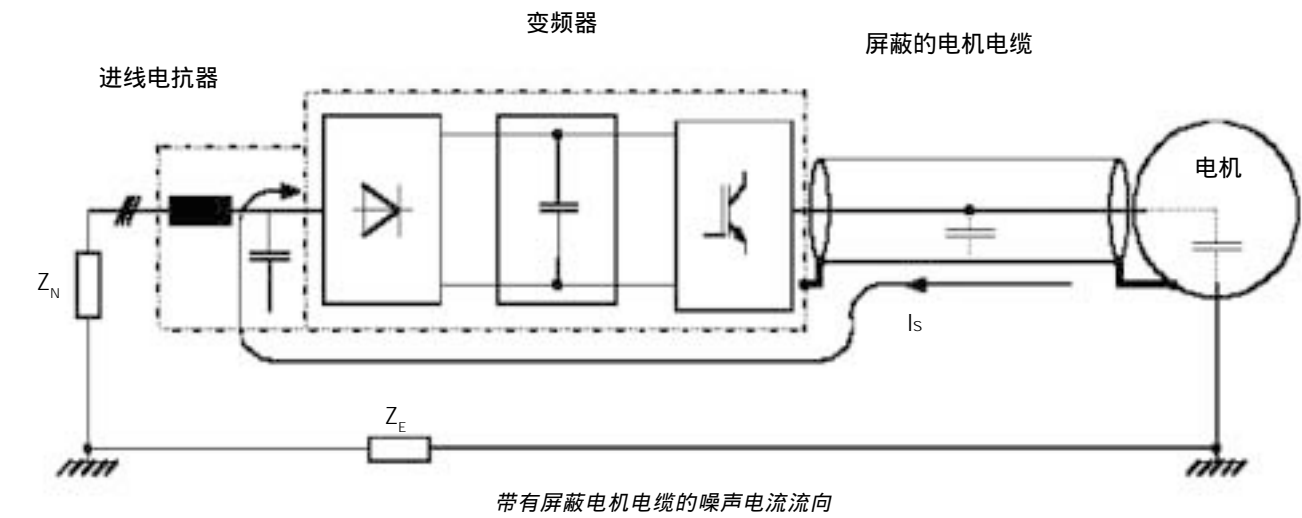 变频器
屏蔽的电机电缆
进线电抗器
电机
Z_N
Is
Z_E
带有屏蔽电机电缆的噪声电流流向